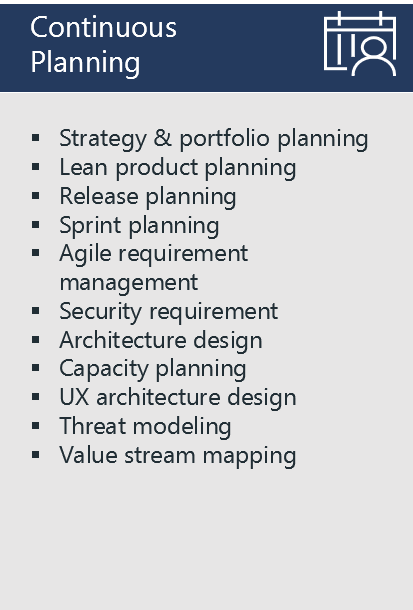 Continuous
Planning
▪ Strategy & portfolio planning
▪ Lean product planning
▪ Release planning
▪ Sprint planning
▪ Agile requirement
management
▪ Security requirement
▪ Architecture design
▪ Capacity planning
▪ UX architecture design
▪ Threat modeling
▪ Value stream mapping